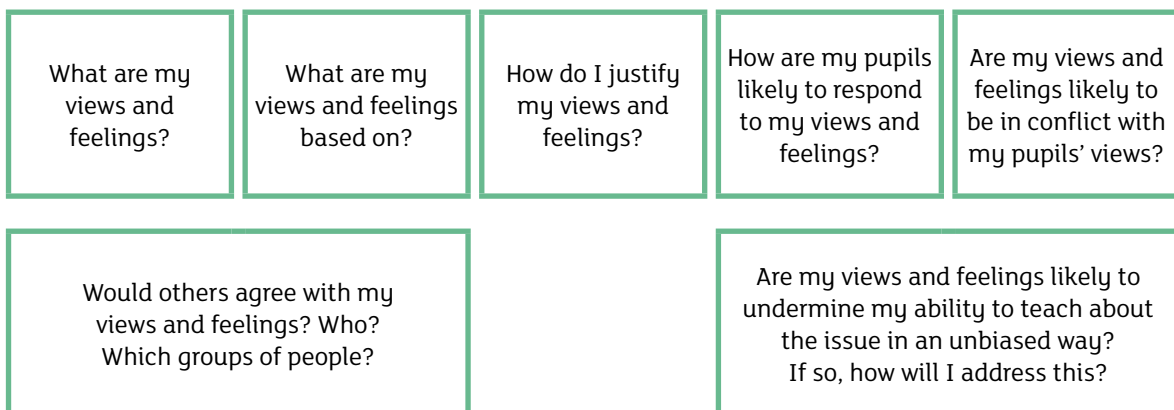 What are my
views and
feelings?
What are my
views and feelings
based on?
How do I justify
my views and
feelings?
How are my pupils
likely to respond
to my views and
feelings?
Are my views and
feelings likely to
be in conflict with
my pupils’ views?
Would others agree with my
views and feelings? Who?
Which groups of people?
Are my views and feelings likely to
undermine my ability to teach about
the issue in an unbiased way?
If so, how will I address this?